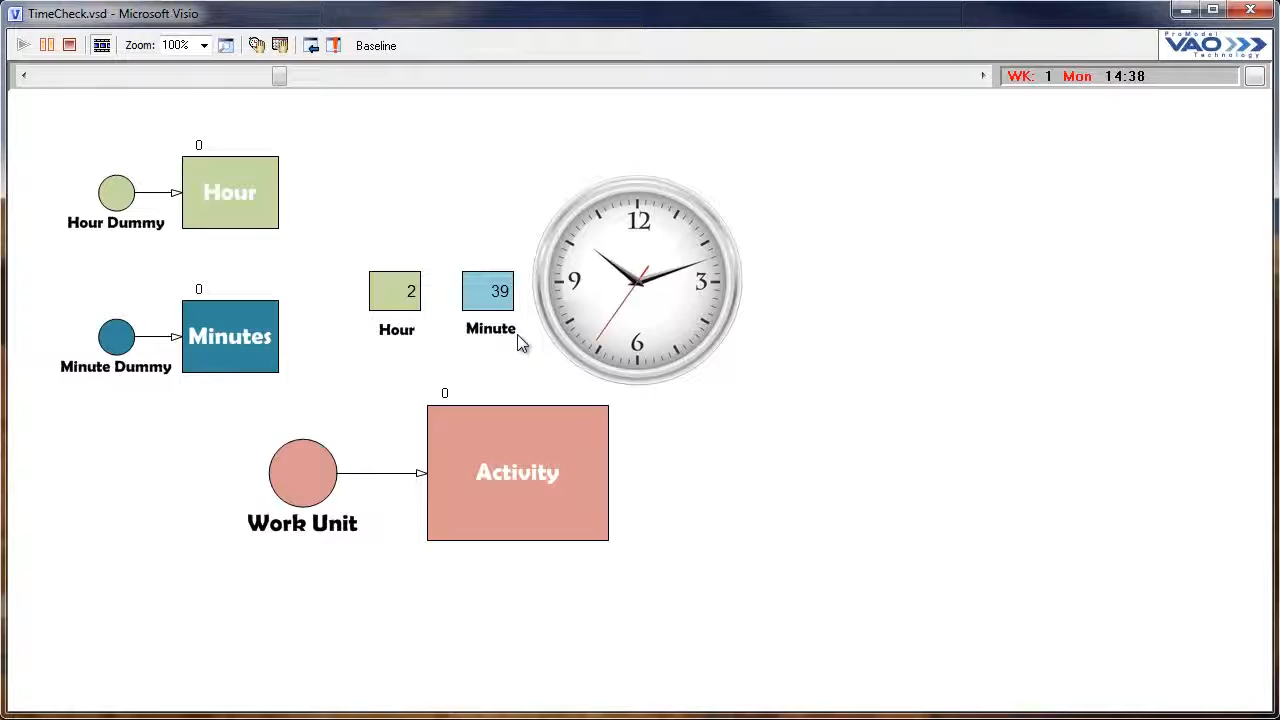 TimeCheck.vsd - Microsoft Visio
Zoom: 100% Baseline
ProModel
VAO
Technology
WK: 1 Mon 14:38
0
Hour
Hour Dummy
0
Minutes
Minute Dummy
2
Hour
39
Minute
12
9
3
6
0
Activity
Work Unit